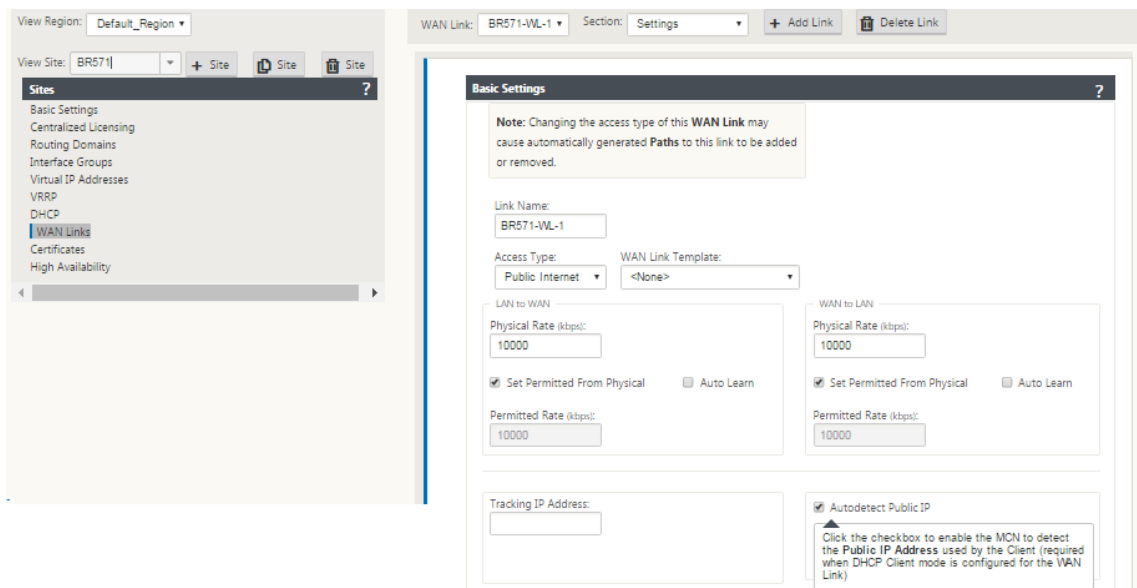 View Region: Default_Region
View Site: BR571 + Site Site Site
Sites ?
Basic Settings
Centralized Licensing
Routing Domains
Interface Groups
Virtual IP Addresses
VRRP
DHCP
WAN Links
Certificates
High Availability
WAN Link: BR571-WL-1 Section: Settings + Add Link Delete Link
Basic Settings ?
Note: Changing the access type of this WAN Link may
cause automatically generated Paths to this link to be added
or removed.
Link Name:
BR571-WL-1
Access Type: WAN Link Template:
Public Internet <None>
LAN to WAN
Physical Rate (kbps):
10000
Set Permitted From Physical Auto Learn
Permitted Rate (kbps):
10000
WAN to LAN
Physical Rate (kbps):
10000
Set Permitted From Physical Auto Learn
Permitted Rate (kbps):
10000
Tracking IP Address:
Autodetect Public IP
Click the checkbox to enable the MCN to detect
the Public IP Address used by the Client (required
when DHCP Client mode is configured for the WAN
Link)